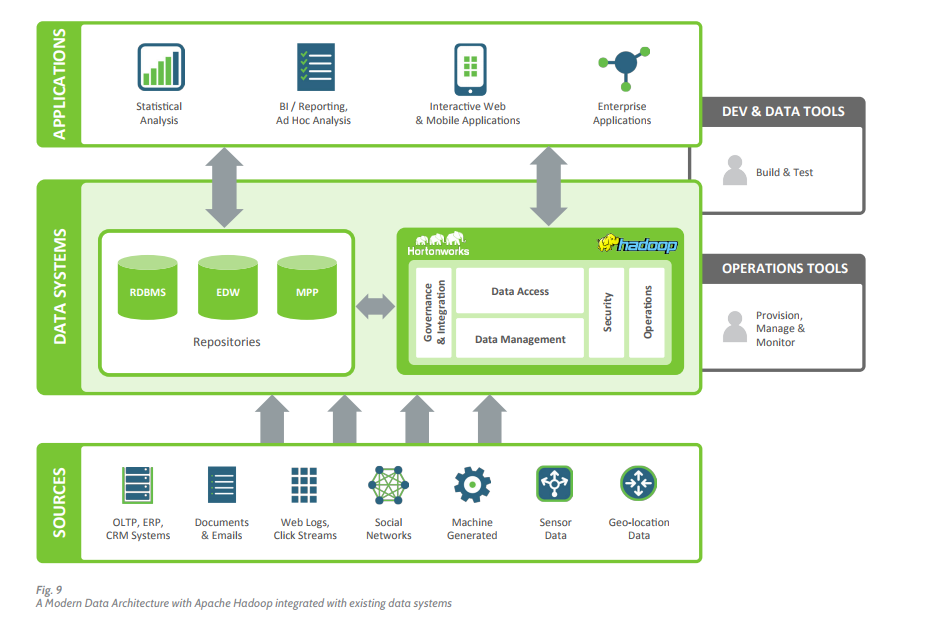 APPLICATIONS
Statistical
Analysis
BI / Reporting,
Ad Hoc Analysis
Interactive Web
& Mobile Applications
Enterprise
Applications
DEV & DATA TOOLS
Build & Test
DATA SYSTEMS
RDBMS
EDW
MPP
Repositories
Hortonworks
hadoop
Governance
& Integration
Data Access
Data Management
Security
Operations
OPERATIONS TOOLS
Provision,
Manage &
Monitor
SOURCES
OLTP, ERP,
CRM Systems
Documents
& Emails
Web Logs,
Click Streams
Social
Networks
Machine
Generated
Sensor
Data
Geo-location
Data
Fig. 9
A Modern Data Architecture with Apache Hadoop integrated with existing data systems